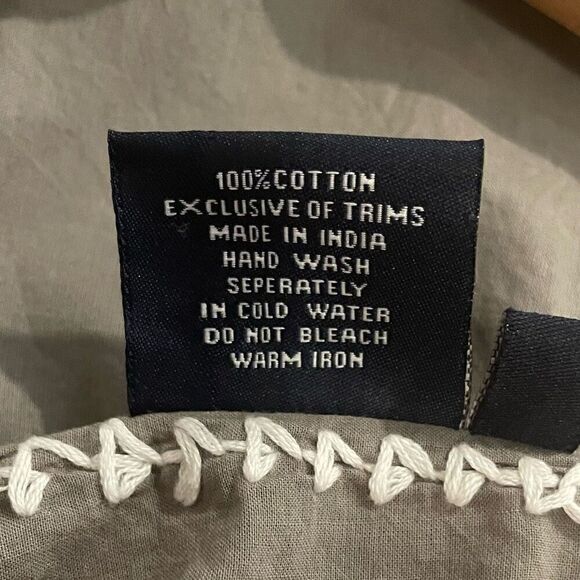 100%COTTON
EXCLUSIVE OF TRIMS
MADE IN INDIA
HAND WASH
SEPERATELY
IN COLD WATER
DO NOT BLEACH
WARM IRON